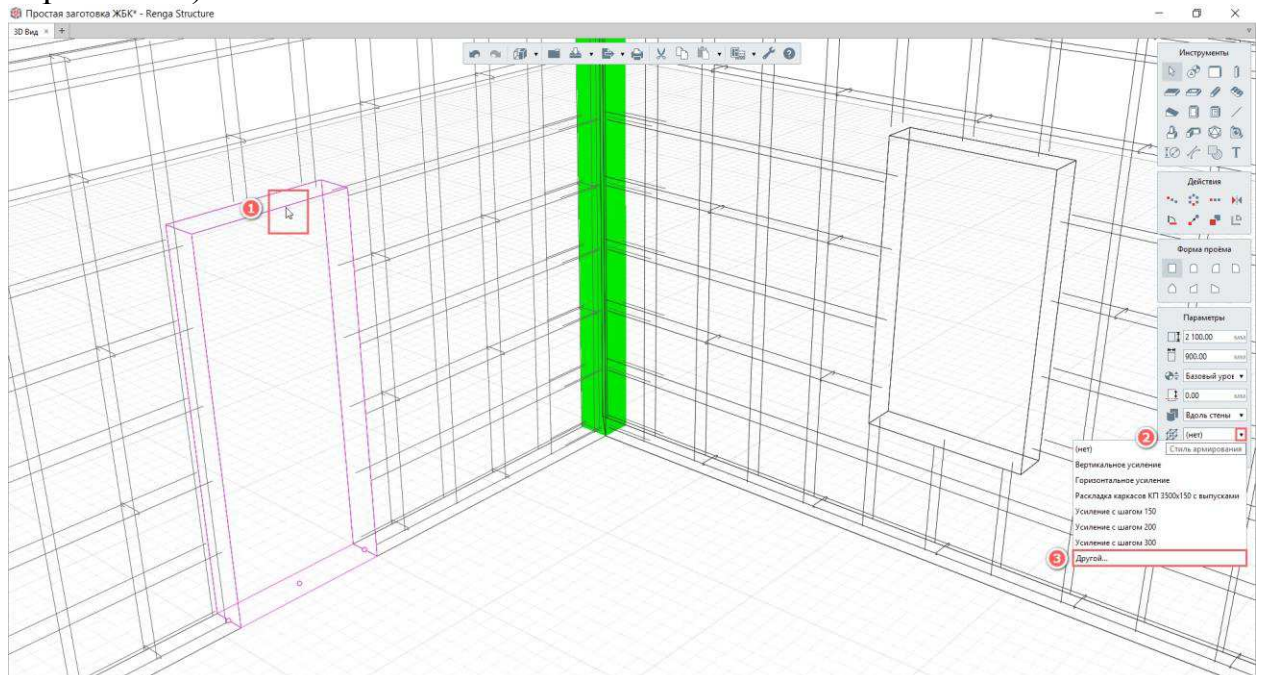 Простая заготовка ЖБК* - Renga Structure
3D Вид × +
Инструменты
T
Действия
Форма проёма
Параметры
2 100.00 мм
900.00 мм
Базовый уров
0.00 мм
Вдоль стены
(нет)
Стиль армирования
(нет)
Вертикальное усиление
Горизонтальное усиление
Раскладка каркасов КП 3500x150 с выпусками
Усиление с шагом 150
Усиление с шагом 200
Усиление с шагом 300
Другой...
1
2
3